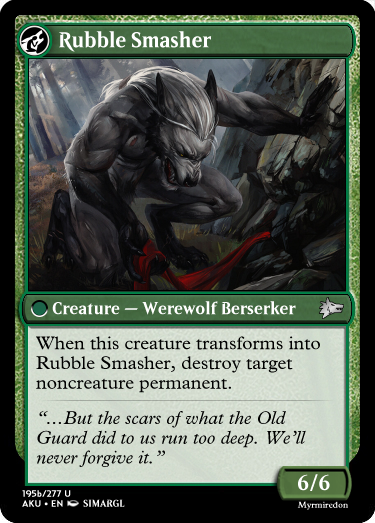 Rubble Smasher
Creature — Werewolf Berserker
When this creature transforms into
Rubble Smasher, destroy target
noncreature permanent.
“…But the scars of what the Old
Guard did to us run too deep. We’ll
never forgive it.”
6/6
195b/277 U
AKU • EN SIMARGL
Myrmiredon